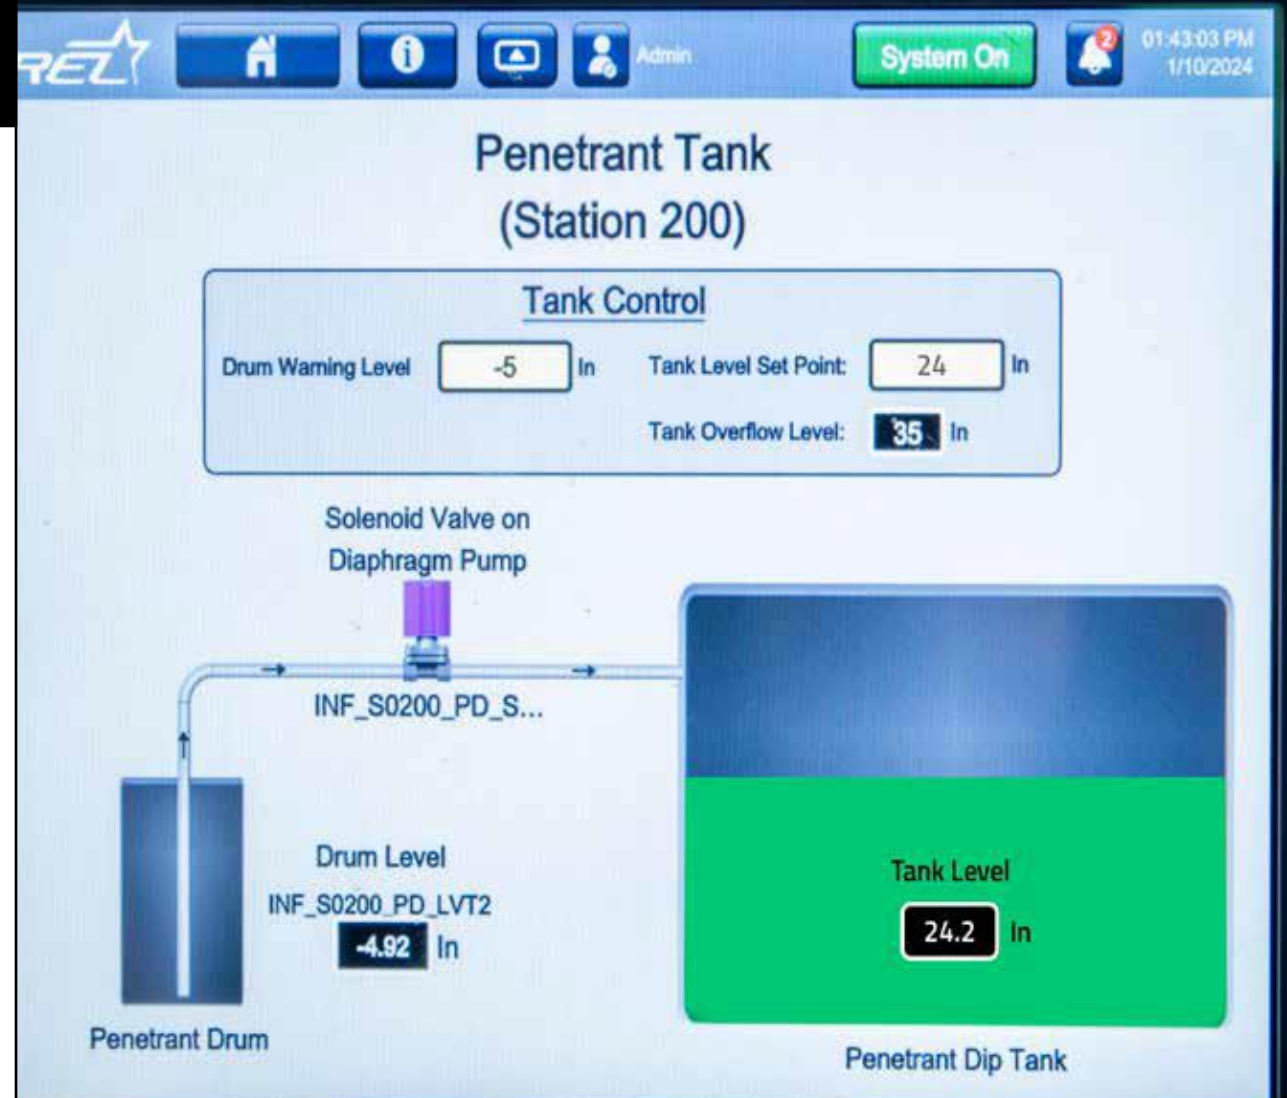 REL
Admin
System On
2
01:43:03 PM
1/10/2024
Penetrant Tank
(Station 200)
Tank Control
Drum Warning Level -5 In
Tank Level Set Point: 24 In
Tank Overflow Level: 35 In
Solenoid Valve on
Diaphragm Pump
INF_S0200_PD_S...
Drum Level
INF_S0200_PD_LVT2
-4.92 In
Tank Level
24.2 In
Penetrant Drum
Penetrant Dip Tank